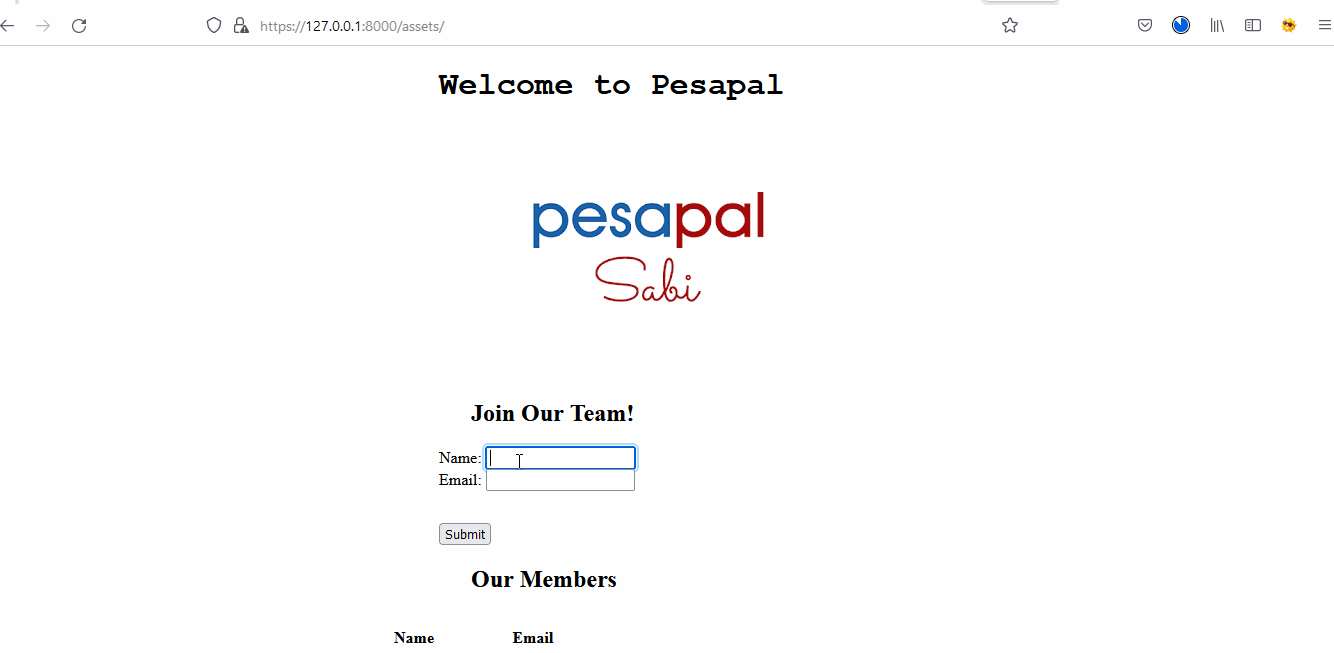 https://127.0.0.1:8000/assets/
Welcome to Pesapal
pesapal
Sabi
Join Our Team!
Name:
Email:
Submit
Our Members
Name Email